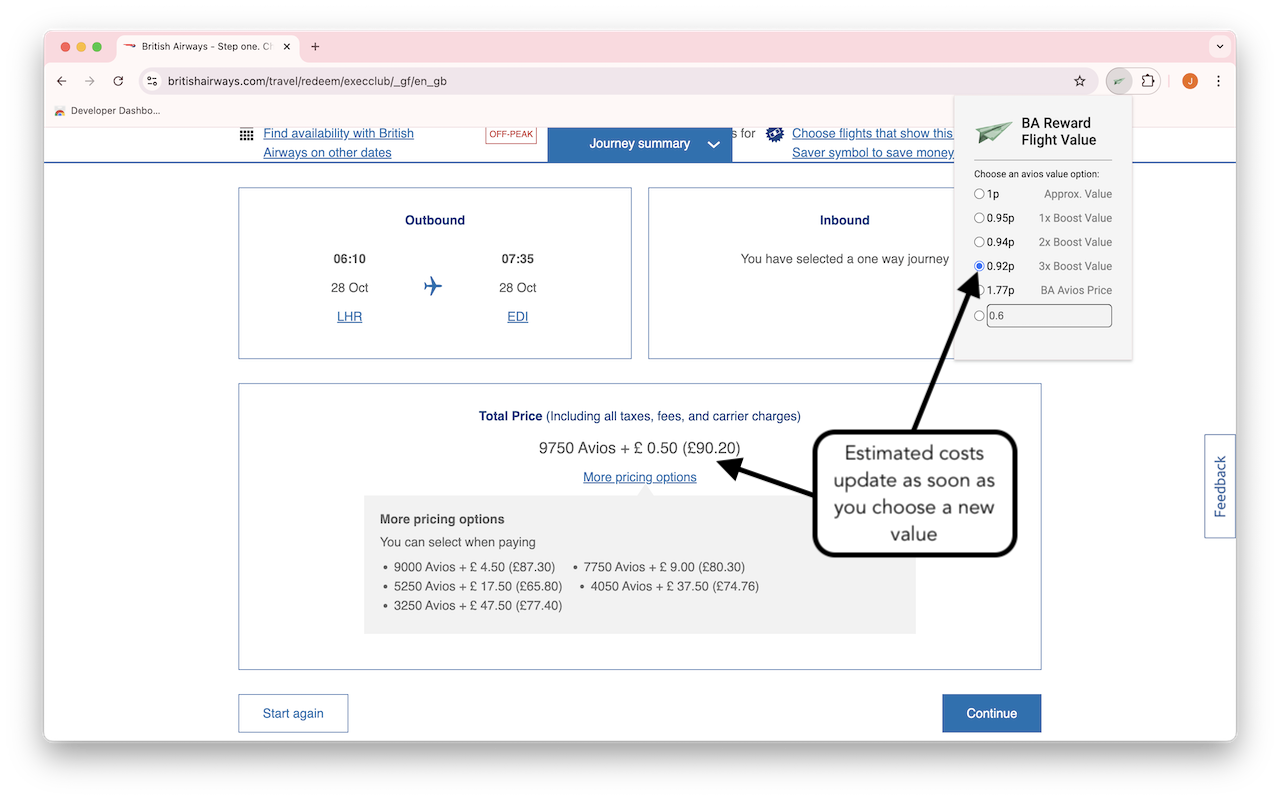 British Airways - Step one. Ch
britishairways.com/travel/redeem/execclub/_gf/en_gb
J
Developer Dashbo...
Find availability with British
Airways on other dates
OFF-PEAK
Journey summary
s for
Choose flights that show this
Saver symbol to save money
BA Reward
Flight Value
Choose an avios value option:
1p Approx. Value
0.95p 1x Boost Value
0.94p 2x Boost Value
0.92p 3x Boost Value
1.77p BA Avios Price
0.6
Outbound
06:10 07:35
28 Oct 28 Oct
LHR EDI
Inbound
You have selected a one way journey
Total Price (Including all taxes, fees, and carrier charges)
9750 Avios + £ 0.50 (£90.20)
More pricing options
More pricing options
You can select when paying
• 9000 Avios + £ 4.50 (£87.30) • 7750 Avios + £ 9.00 (£80.30)
• 5250 Avios + £ 17.50 (£65.80) • 4050 Avios + £ 37.50 (£74.76)
• 3250 Avios + £ 47.50 (£77.40)
Estimated costs
update as soon as
you choose a new
value
Feedback
Start again
Continue